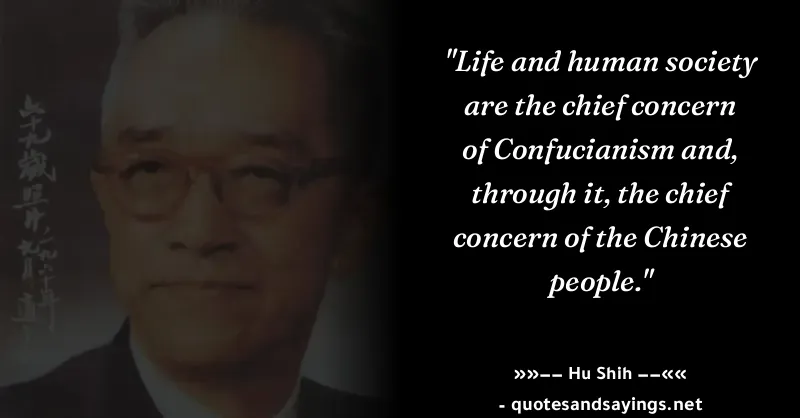 "Life and human society
are the chief concern
of Confucianism and,
through it, the chief
concern of the Chinese
people."
»»−− Hu Shih −−««
- quotesandsayings.net